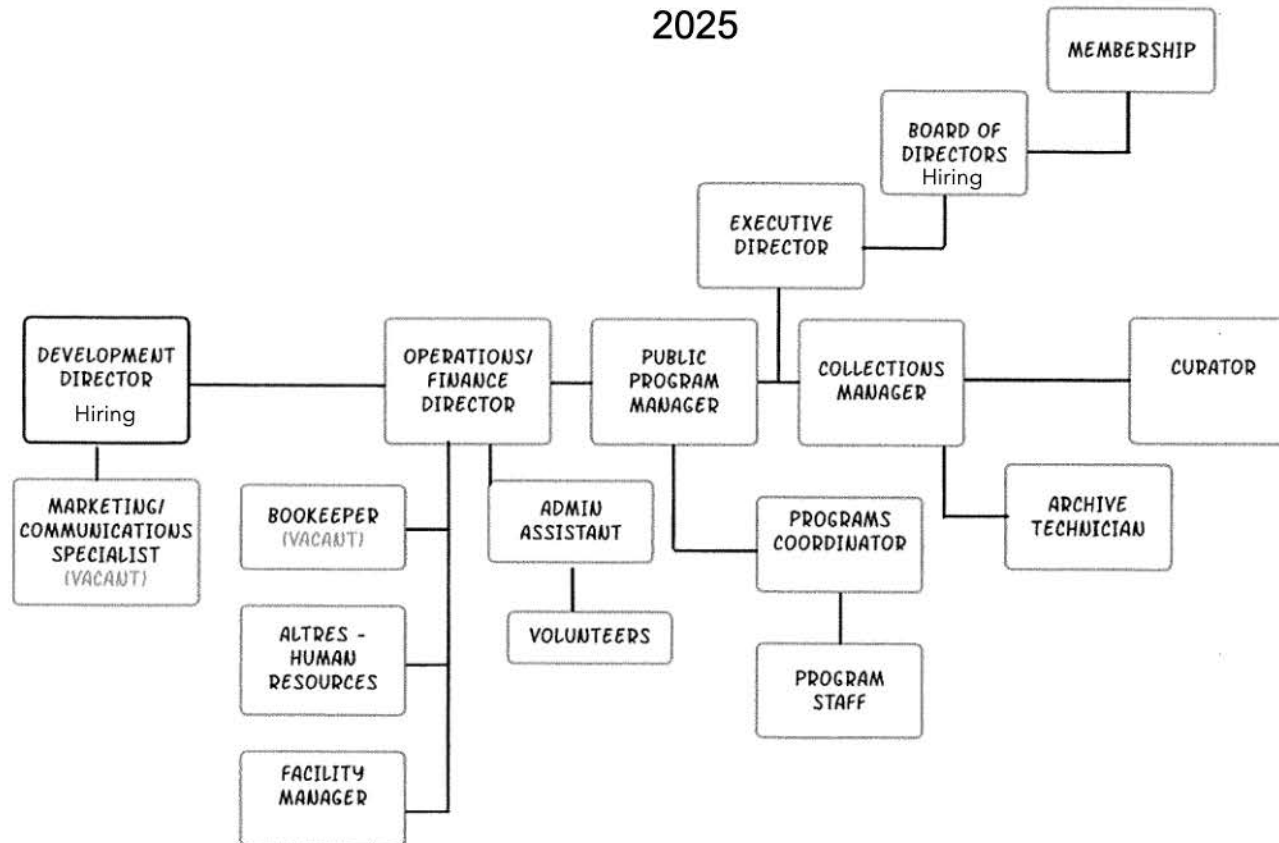 2025
MEMBERSHIP
BOARD OF
DIRECTORS
Hiring
EXECUTIVE
DIRECTOR
DEVELOPMENT
DIRECTOR
Hiring
OPERATIONS/
FINANCE
DIRECTOR
PUBLIC
PROGRAM
MANAGER
COLLECTIONS
MANAGER
CURATOR
MARKETING/
COMMUNICATIONS
SPECIALIST
(VACANT)
BOOKEEPER
(VACANT)
ADMIN
ASSISTANT
PROGRAMS
COORDINATOR
ARCHIVE
TECHNICIAN
ALTRES -
HUMAN
RESOURCES
VOLUNTEERS
PROGRAM
STAFF
FACILITY
MANAGER